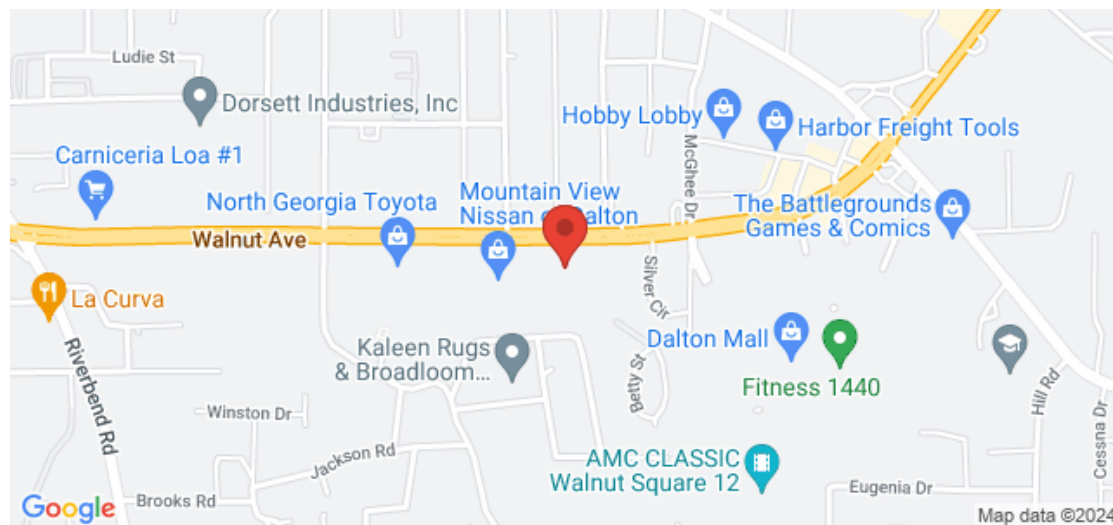 Ludie St
Dorsett Industries, Inc
Hobby Lobby
Harbor Freight Tools
McGhee Dr
Carniceria Loa #1
North Georgia Toyota
Mountain View
Nissan of Dalton
The Battlegrounds
Games & Comics
Walnut Ave
Silver Cir
La Curva
Riverbend Rd
Kaleen Rugs
& Broadloom...
Betty St
Dalton Mall
Fitness 1440
Hill Rd
Cessna Dr
Winston Dr
Jackson Rd
AMC CLASSIC
Walnut Square 12
Eugenia Dr
Brooks Rd
Google
Map data ©2024